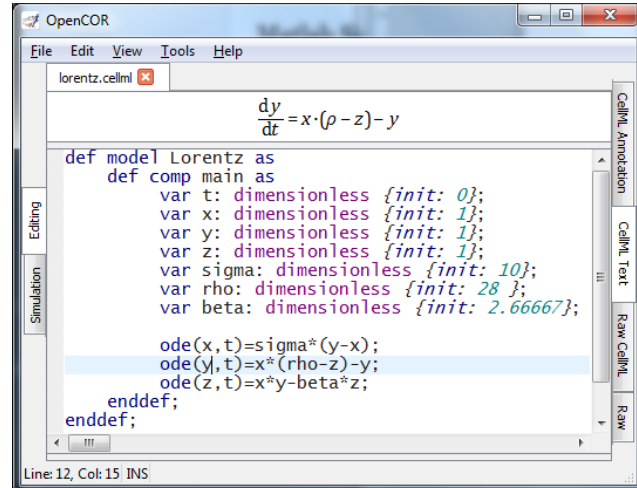 OpenCOR
File Edit View Tools Help
lorentz.cellml
dy/dt = x·(ρ − z) − y
def model Lorentz as
def comp main as
var t: dimensionless {init: 0};
var x: dimensionless {init: 1};
var y: dimensionless {init: 1};
var z: dimensionless {init: 1};
var sigma: dimensionless {init: 10};
var rho: dimensionless {init: 28 };
var beta: dimensionless {init: 2.66667};
ode(x,t)=sigma*(y-x);
ode(y,t)=x*(rho-z)-y;
ode(z,t)=x*y-beta*z;
enddef;
enddef;
Editing
Simulation
CellML Annotation
CellML Text
Raw CellML
Raw
Line: 12, Col: 15 INS